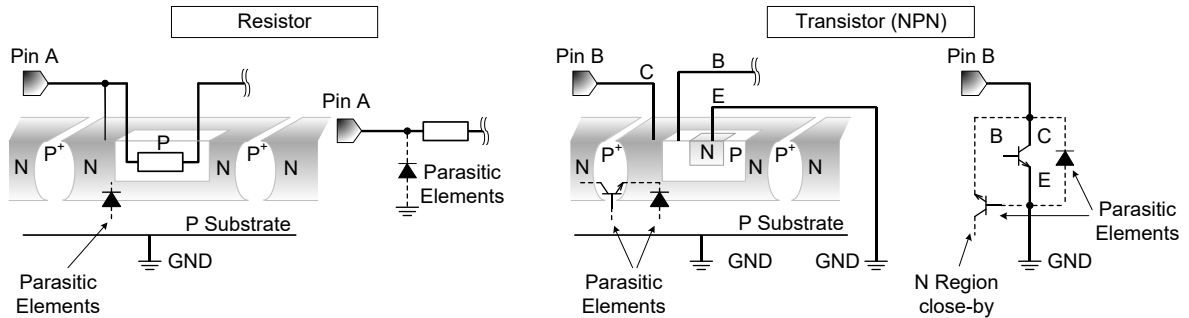 Resistor
Transistor (NPN)
Pin A
Pin A
N
P⁺
N
P
N
P⁺
N
Parasitic
Elements
P Substrate
GND
Parasitic
Elements
Pin B
C
B
E
N
P⁺
N
N
P
N
P⁺
N
P Substrate
GND
GND
Parasitic
Elements
Pin B
B
C
E
Parasitic
Elements
GND
N Region
close-by